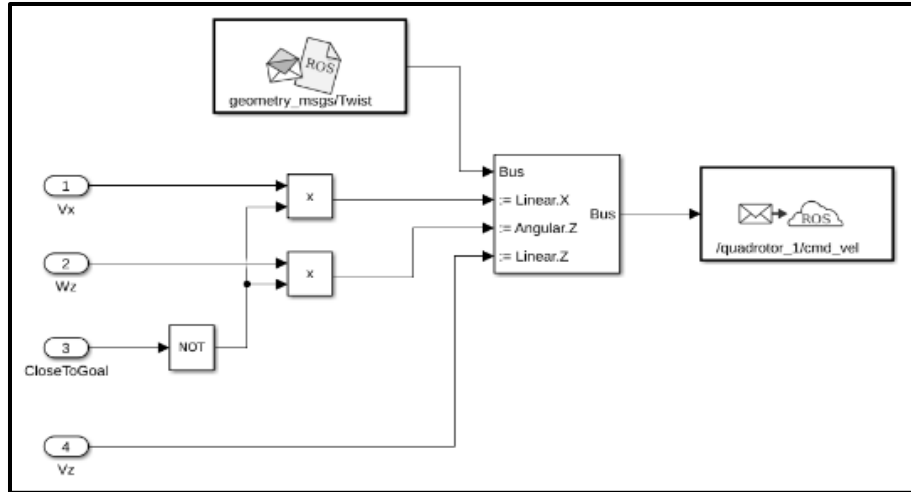 ROS
geometry_msgs/Twist
Bus
1
Vx
x
:= Linear.X
Bus
ROS
:= Angular.Z
/quadrotor_1/cmd_vel
2
Wz
x
:= Linear.Z
3
CloseToGoal
NOT
4
Vz